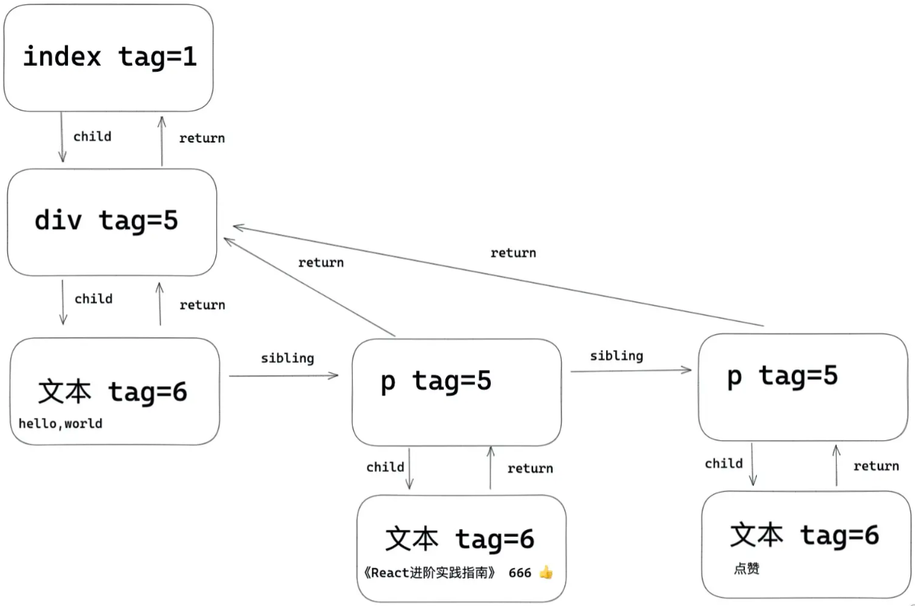 index tag=1
child
return
div tag=5
return
return
child
return
sibling
sibling
文本 tag=6
hello,world
p tag=5
p tag=5
child
return
child
return
文本 tag=6
《React进阶实践指南》 666 👍
文本 tag=6
点赞